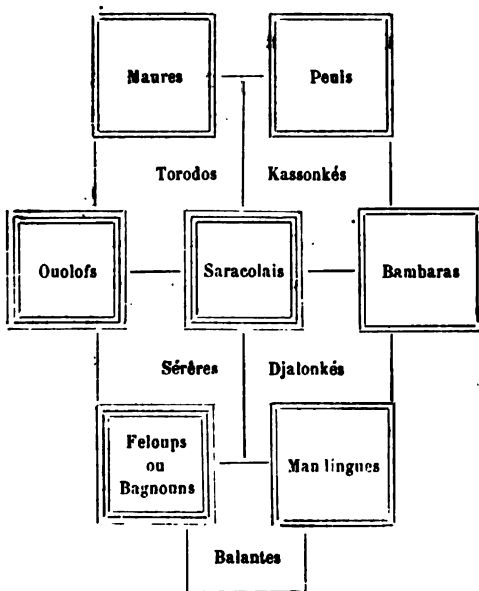 Maures Peuls
Torodos Kassonkés
Ouolofs Saracolais Bambaras
Sérères Djalonkés
Feloups
ou
Bagnouns
Man lingues
Balantes